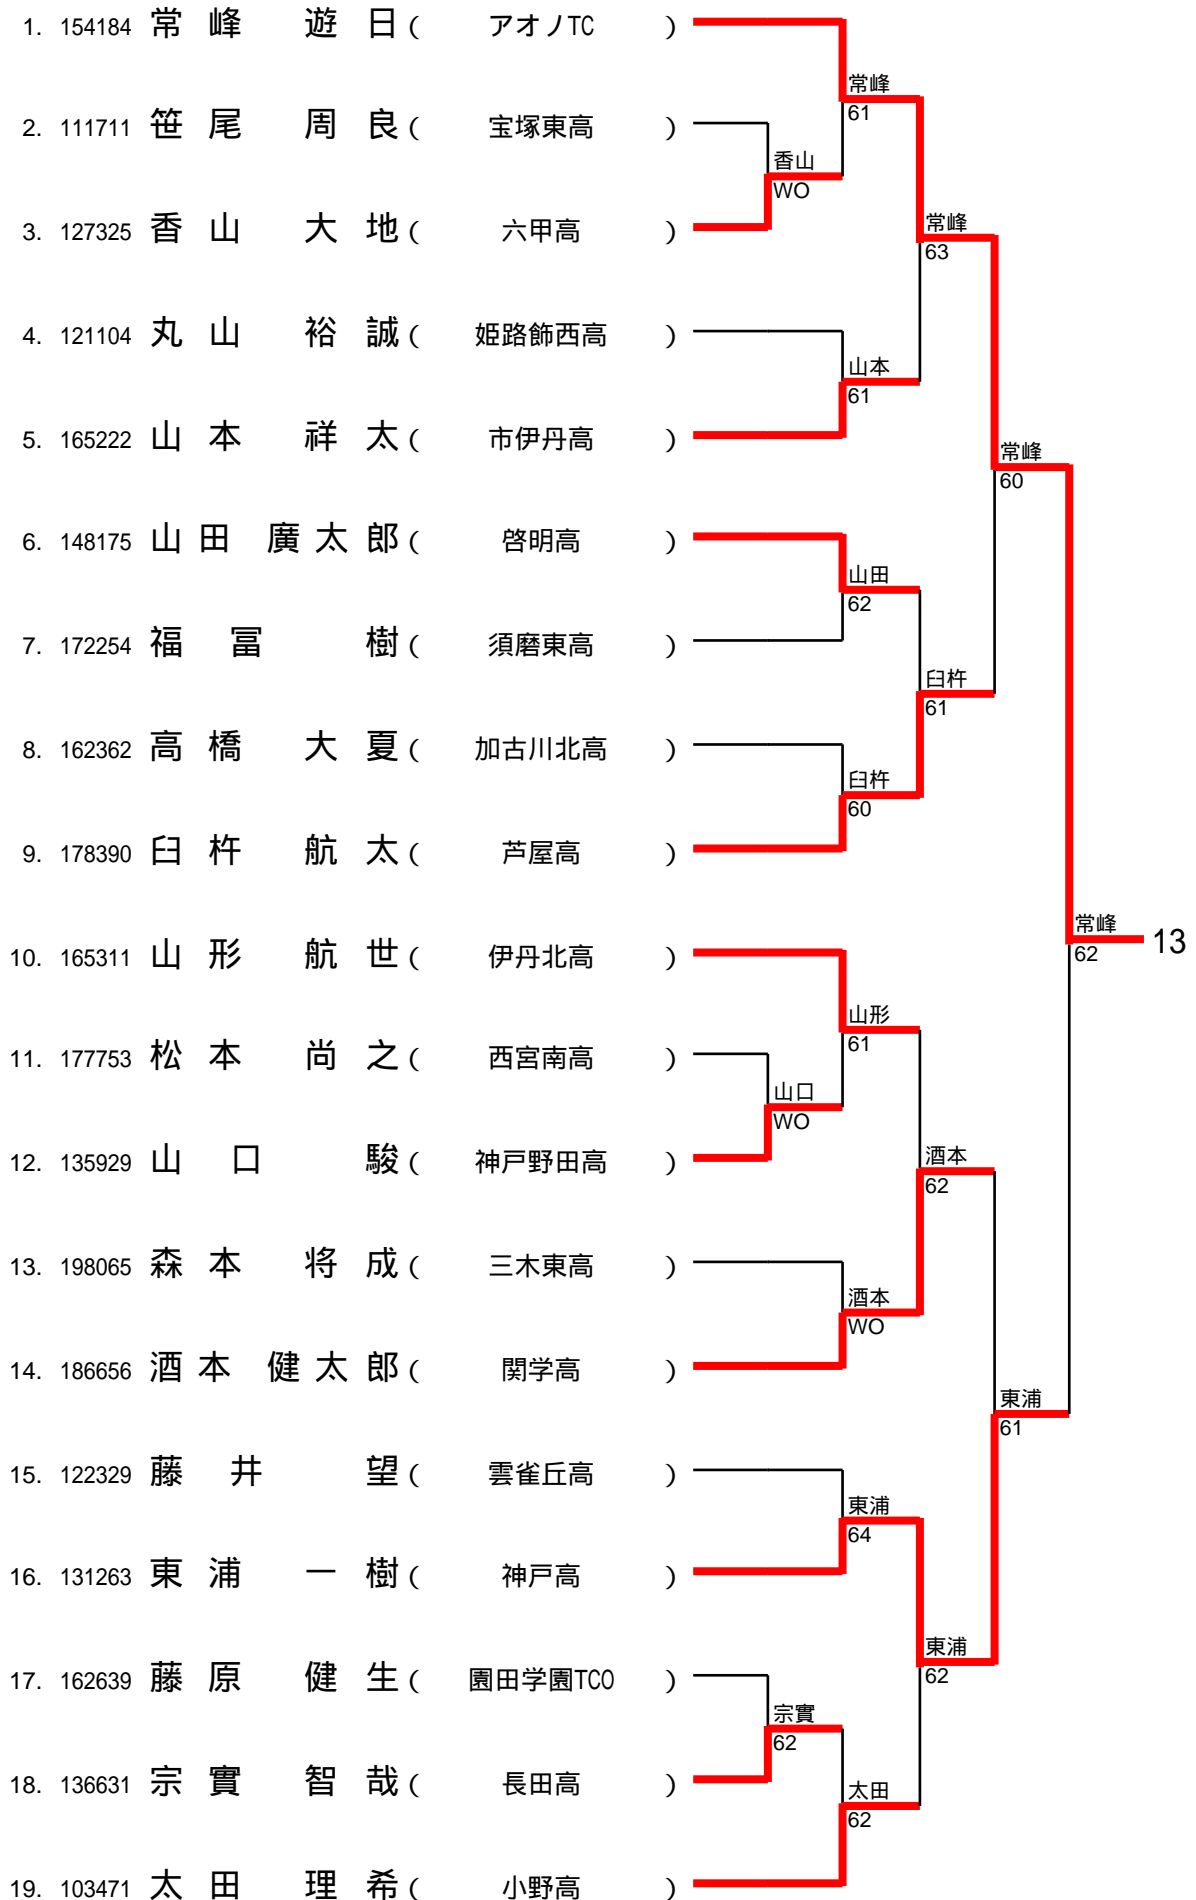 1. 154184 常峰 遊日 ( アオノTC )
常峰
61
2. 111711 笹尾 周良 ( 宝塚東高 )
香山
WO
3. 127325 香山 大地 ( 六甲高 )
常峰
63
4. 121104 丸山 裕誠 ( 姫路飾西高 )
山本
61
5. 165222 山本 祥太 ( 市伊丹高 )
常峰
60
6. 148175 山田 廣太郎 ( 啓明高 )
山田
62
7. 172254 福冨 樹 ( 須磨東高 )
臼杵
61
8. 162362 高橋 大夏 ( 加古川北高 )
臼杵
60
9. 178390 臼杵 航太 ( 芦屋高 )
常峰
62
13
10. 165311 山形 航世 ( 伊丹北高 )
山形
61
11. 177753 松本 尚之 ( 西宮南高 )
山口
WO
12. 135929 山口 駿 ( 神戸野田高 )
酒本
62
13. 198065 森本 将成 ( 三木東高 )
酒本
WO
14. 186656 酒本 健太郎 ( 関学高 )
東浦
61
15. 122329 藤井 望 ( 雲雀丘高 )
東浦
64
16. 131263 東浦 一樹 ( 神戸高 )
東浦
62
17. 162639 藤原 健生 ( 園田学園TCO )
宗實
62
18. 136631 宗實 智哉 ( 長田高 )
太田
62
19. 103471 太田 理希 ( 小野高 )